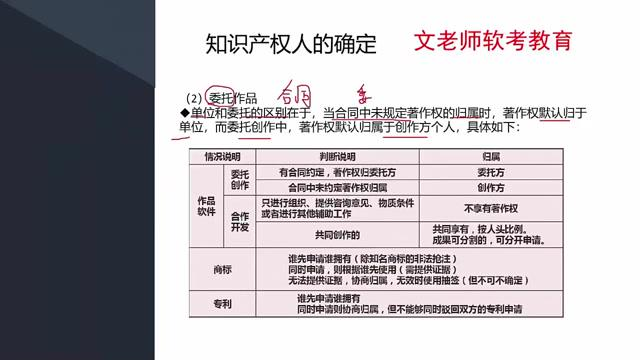 知识产权人的确定
文老师软考教育
(2)委托作品
合同
◆单位和委托的区别在于,当合同中未规定著作权的归属时,著作权默认归于
单位,而委托创作中,著作权默认归属于创作方个人,具体如下:
情况说明 判断说明 归属
作品软件 委托创作 有合同约定,著作权归委托方 委托方
合同中未约定著作权归属 创作方
合作开发 只进行组织、提供咨询意见、物质条件
或者进行其他辅助工作 不享有著作权
共同创作的 共同享有,按人头比例。
成果可分割的,可分开申请。
商标 谁先申请谁拥有(除知名商标的非法抢注)
同时申请,则根据谁先使用(需提供证据)
无法提供证据,协商归属,无效时使用抽签(但不可不确定)
专利 谁先申请谁拥有
同时申请则协商归属,但不能够同时驳回双方的专利申请